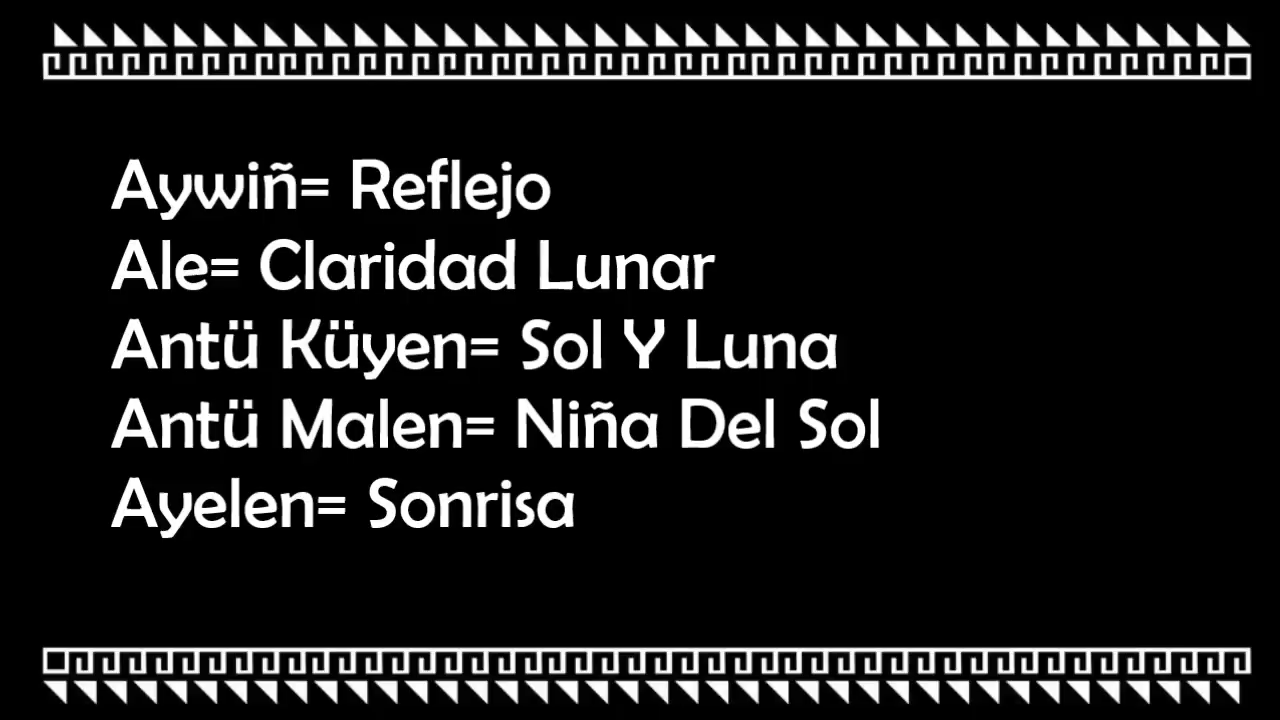 Aywiñ= Reflejo
Ale= Claridad Lunar
Antü Küyen= Sol Y Luna
Antü Malen= Niña Del Sol
Ayelen= Sonrisa